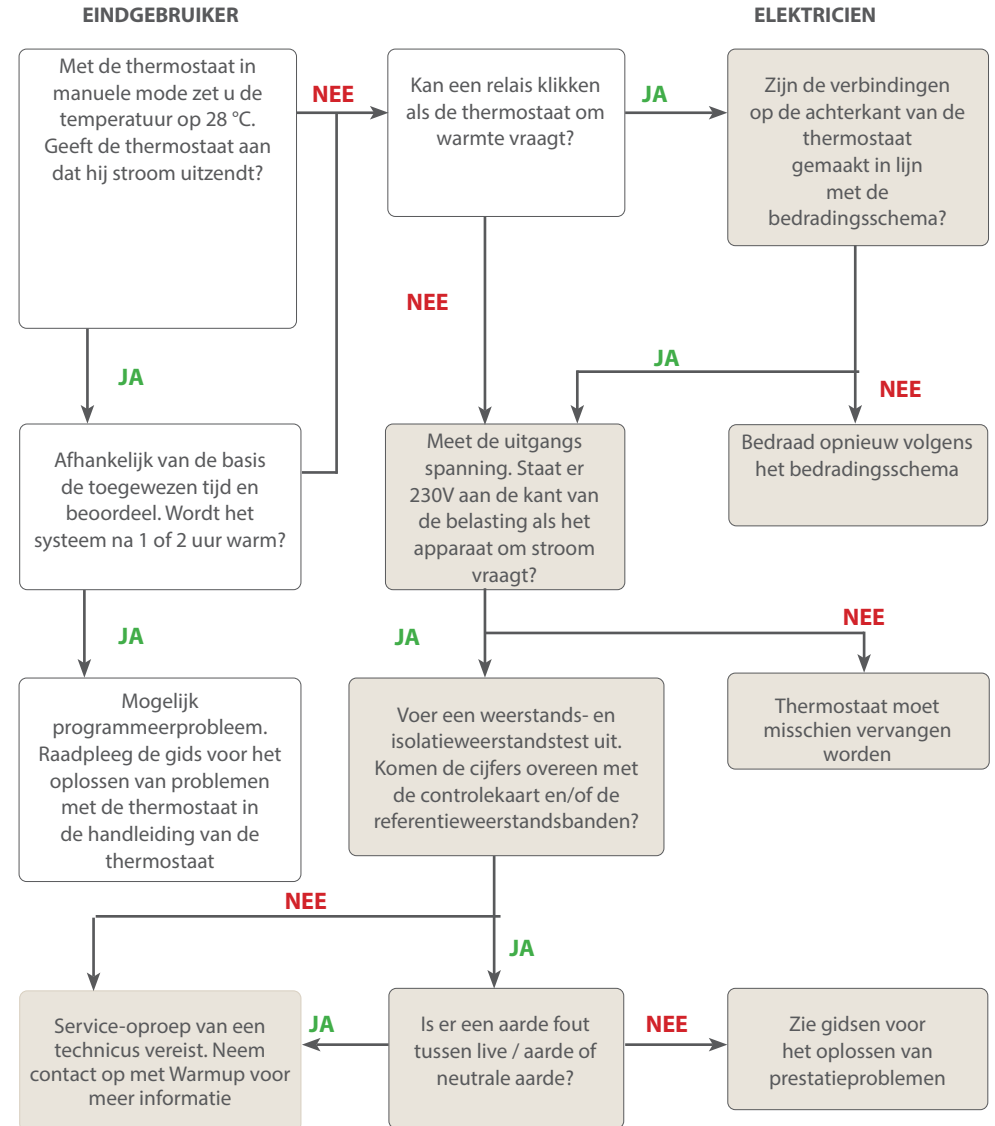 EINDGEBRUIKER
ELEKTRICIEN
Met de thermostaat in
manuele mode zet u de
temperatuur op 28 °C.
Geeft de thermostaat aan
dat hij stroom uitzendt?
NEE
Kan een relais klikken
als de thermostaat om
warmte vraagt?
JA
Zijn de verbindingen
op de achterkant van de
thermostaat
gemaakt in lijn
met de
bedradingsschema?
JA
NEE
JA
NEE
Afhankelijk van de basis
de toegewezen tijd en
beoordeel. Wordt het
systeem na 1 of 2 uur warm?
Meet de uitgangs
spanning. Staat er
230V aan de kant van
de belasting als het
apparaat om stroom
vraagt?
Bedraad opnieuw volgens
het bedradingsschema
JA
JA
NEE
Mogelijk
programmeerprobleem.
Raadpleeg de gids voor het
oplossen van problemen
met de thermostaat in
de handleiding van de
thermostaat
Voer een weerstands- en
isolatieweerstandstest uit.
Komen de cijfers overeen met
de controlekaart en/of de
referentieweerstandsbanden?
Thermostaat moet
misschien vervangen
worden
NEE
JA
Service-oproep van een
technicus vereist. Neem
contact op met Warmup voor
meer informatie
JA
Is er een aarde fout
tussen live / aarde of
neutrale aarde?
NEE
Zie gidsen voor
het oplossen van
prestatieproblemen